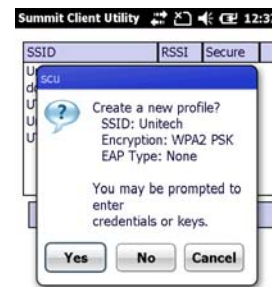 Summit Client Utility 12:3
SSID RSSI Secure
scu
Create a new profile?
SSID: Unitech
Encryption: WPA2 PSK
EAP Type: None
You may be prompted to
enter
credentials or keys.
Yes No Cancel